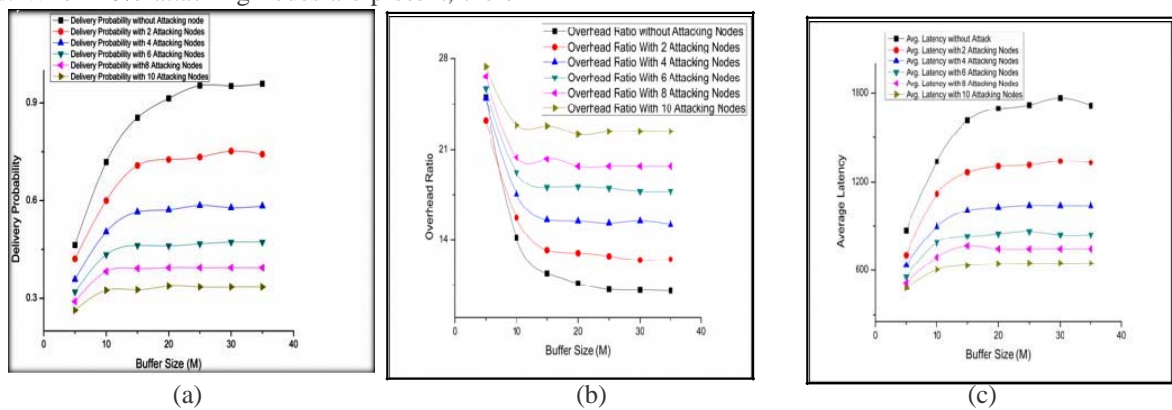 Delivery Probability without Attacking node
Delivery Probability with 2 Attacking Nodes
Delivery Probability with 4 Attacking Nodes
Delivery Probability with 6 Attacking Nodes
Delivery Probability with8 Attacking Nodes
Delivery Probability with 10 Attacking Nodes
0.9
0.6
0.3
Delivery Probability
0 10 20 30 40
Buffer Size (M)
(a)
Overhead Ratio without Attacking Nodes
Overhead Ratio With 2 Attacking Nodes
Overhead Ratio With 4 Attacking Nodes
Overhead Ratio With 6 Attacking Nodes
Overhead Ratio With 8 Attacking Nodes
Overhead Ratio With 10 Attacking Nodes
28
21
14
Overhead Ratio
0 10 20 30 40
Buffer Size (M)
(b)
Avg. Latency without Attack
Avg. Latency with 2 Attacking Nodes
Avg. Latency with 4 Attacking Nodes
Avg. Latency with 6 Attacking Nodes
Avg. Latency with 8 Attacking Nodes
Avg. Latency with 10 Attacking Nodes
1800
1200
600
Average Latency
0 10 20 30 40
Buffer Size (M)
(c)